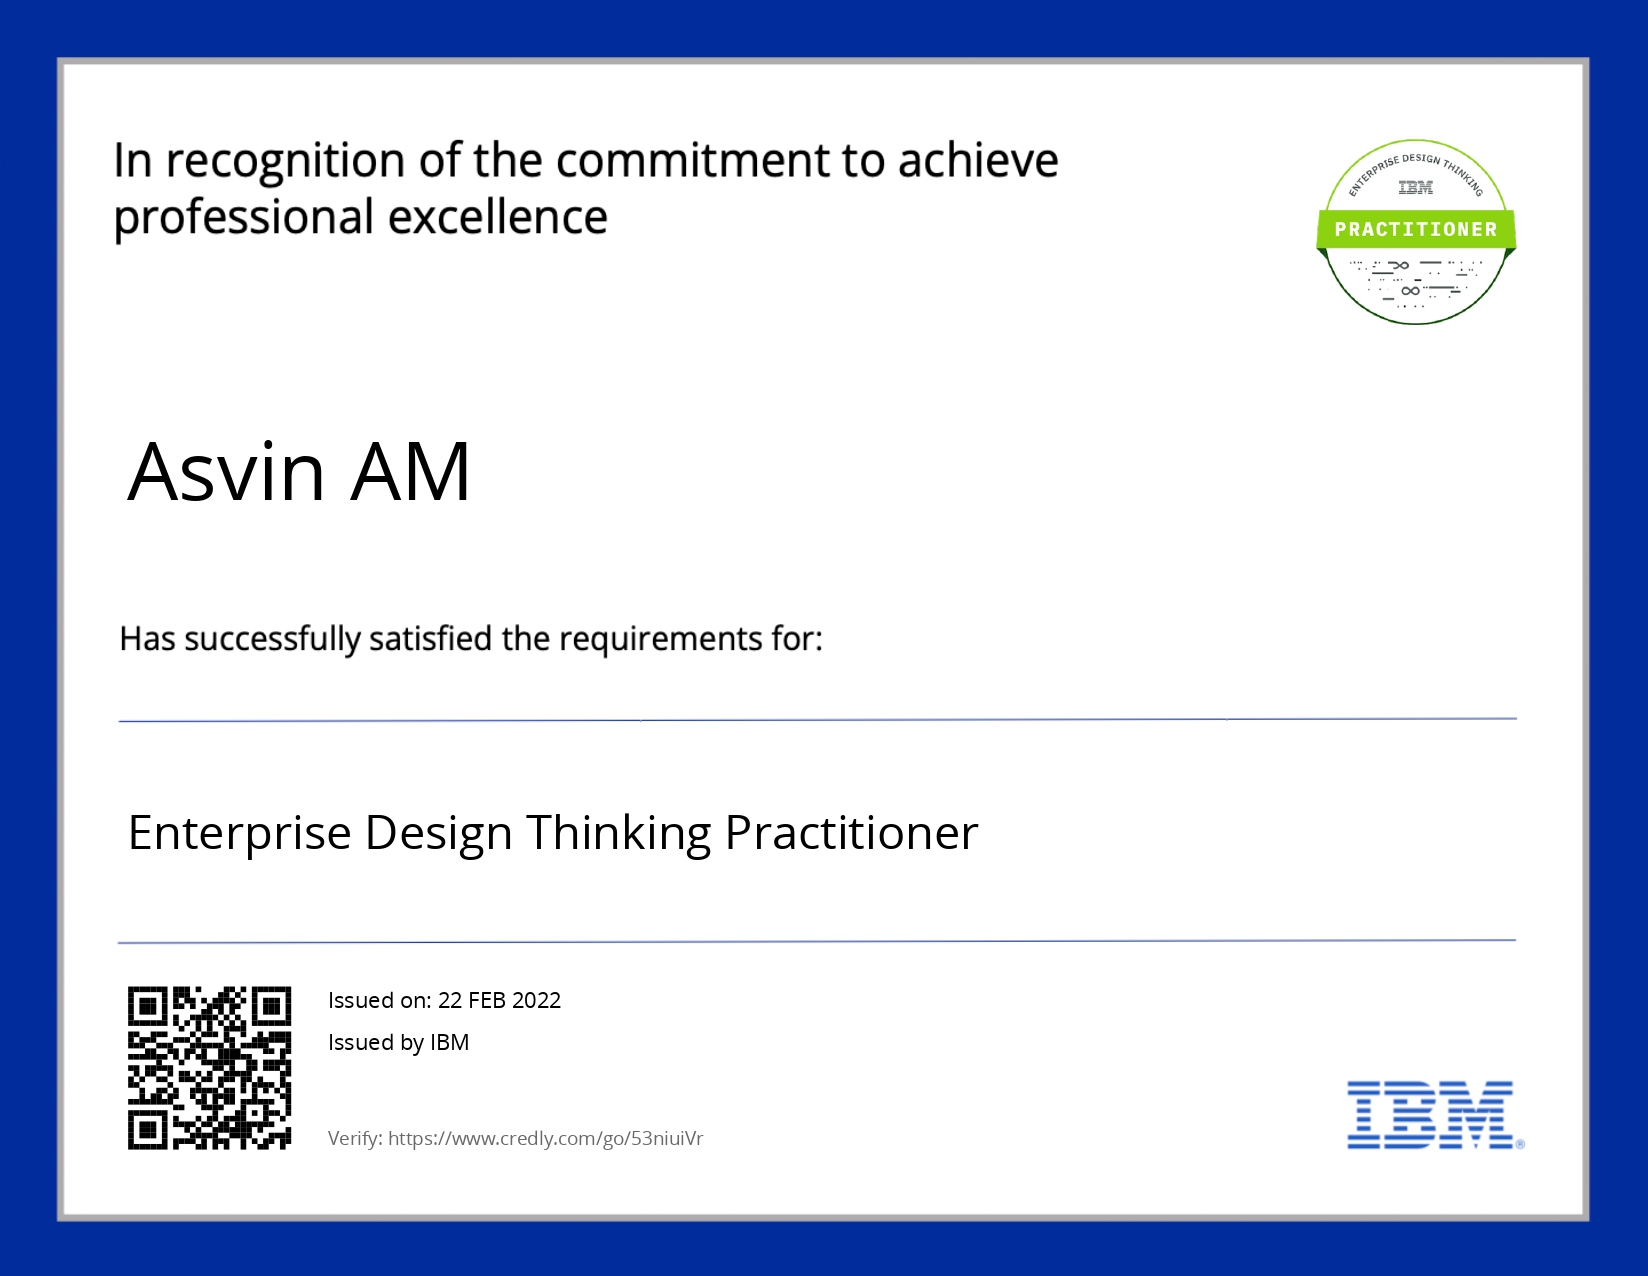 In recognition of the commitment to achieve
professional excellence
ENTERPRISE DESIGN THINKING
IBM
PRACTITIONER
Asvin AM
Has successfully satisfied the requirements for:
Enterprise Design Thinking Practitioner
Issued on: 22 FEB 2022
Issued by IBM
Verify: https://www.credly.com/go/53niuiVr
IBM®